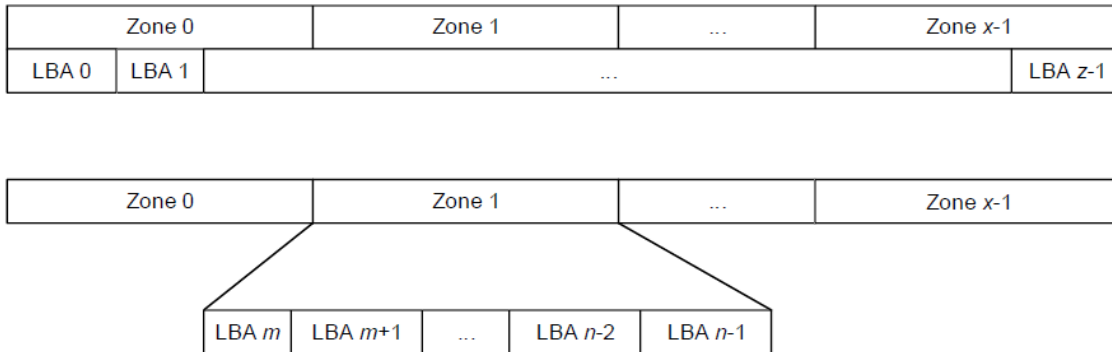 Zone 0 Zone 1 ... Zone x-1
LBA 0 LBA 1 ... LBA z-1
Zone 0 Zone 1 ... Zone x-1
LBA m LBA m+1 ... LBA n-2 LBA n-1